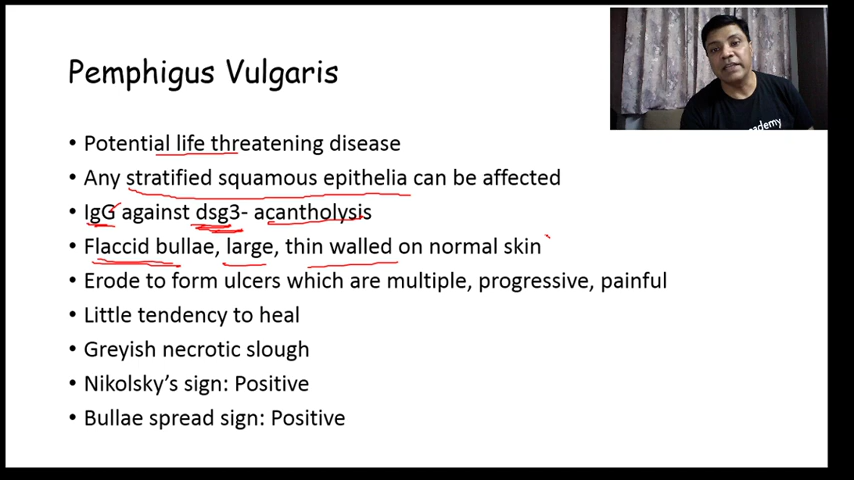 Pemphigus Vulgaris
• Potential life threatening disease
• Any stratified squamous epithelia can be affected
• IgG against dsg3- acantholysis
• Flaccid bullae, large, thin walled on normal skin
• Erode to form ulcers which are multiple, progressive, painful
• Little tendency to heal
• Greyish necrotic slough
• Nikolsky’s sign: Positive
• Bullae spread sign: Positive